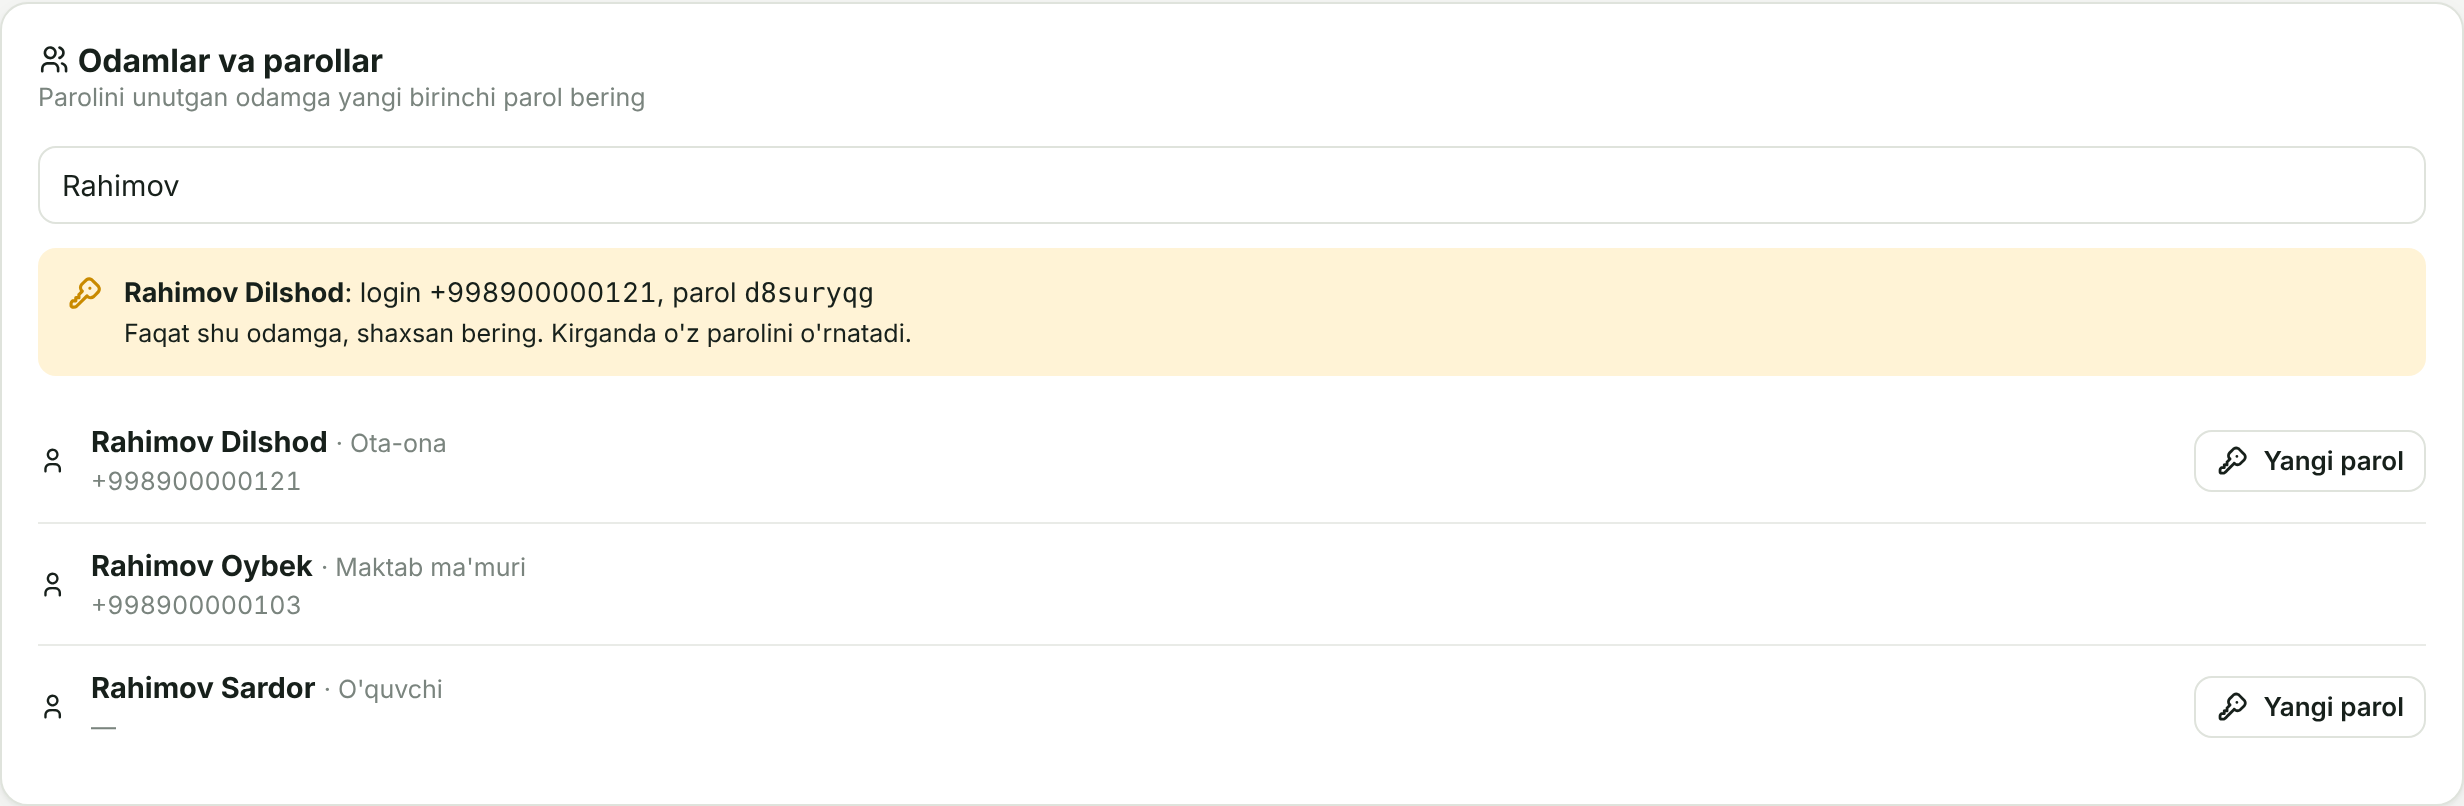 Odamlar va parollar
Parolini unutgan odamga yangi birinchi parol bering
Rahimov
Rahimov Dilshod: login +998900000121, parol d8suryqg
Faqat shu odamga, shaxsan bering. Kirganda o'z parolini o'rnatadi.
Rahimov Dilshod · Ota-ona
+998900000121
Yangi parol
Rahimov Oybek · Maktab ma'muri
+998900000103
Rahimov Sardor · O'quvchi
—
Yangi parol